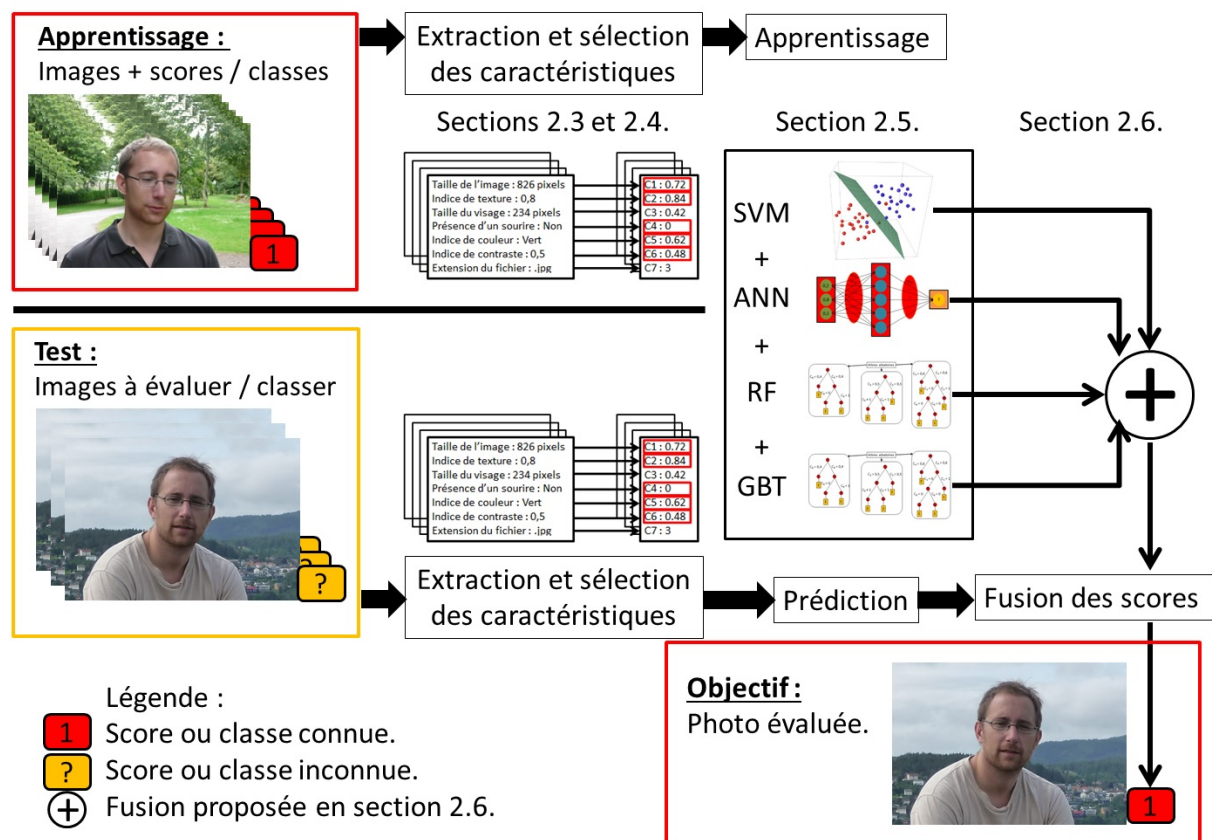 Apprentissage :
Images + scores / classes
1
Extraction et sélection
des caractéristiques
Apprentissage
Sections 2.3 et 2.4.
Section 2.5.
Section 2.6.
Taille de l'image : 826 pixels
Indice de texture : 0,8
Taille du visage : 234 pixels
Présence d'un sourire : Non
Indice de couleur : Vert
Indice de contraste : 0,5
Extension du fichier : .jpg
C1 : 0.72
C2 : 0.84
C3 : 0.42
C4 : 0
C5 : 0.62
C6 : 0.48
C7 : 3
SVM
+
ANN
+
RF
+
GBT
+
Test :
Images à évaluer / classer
?
Taille de l'image : 826 pixels
Indice de texture : 0,8
Taille du visage : 234 pixels
Présence d'un sourire : Non
Indice de couleur : Vert
Indice de contraste : 0,5
Extension du fichier : .jpg
C1 : 0.72
C2 : 0.84
C3 : 0.42
C4 : 0
C5 : 0.62
C6 : 0.48
C7 : 3
Extraction et sélection
des caractéristiques
Prédiction
Fusion des scores
Objectif :
Photo évaluée.
1
Légende :
1 Score ou classe connue.
? Score ou classe inconnue.
+ Fusion proposée en section 2.6.